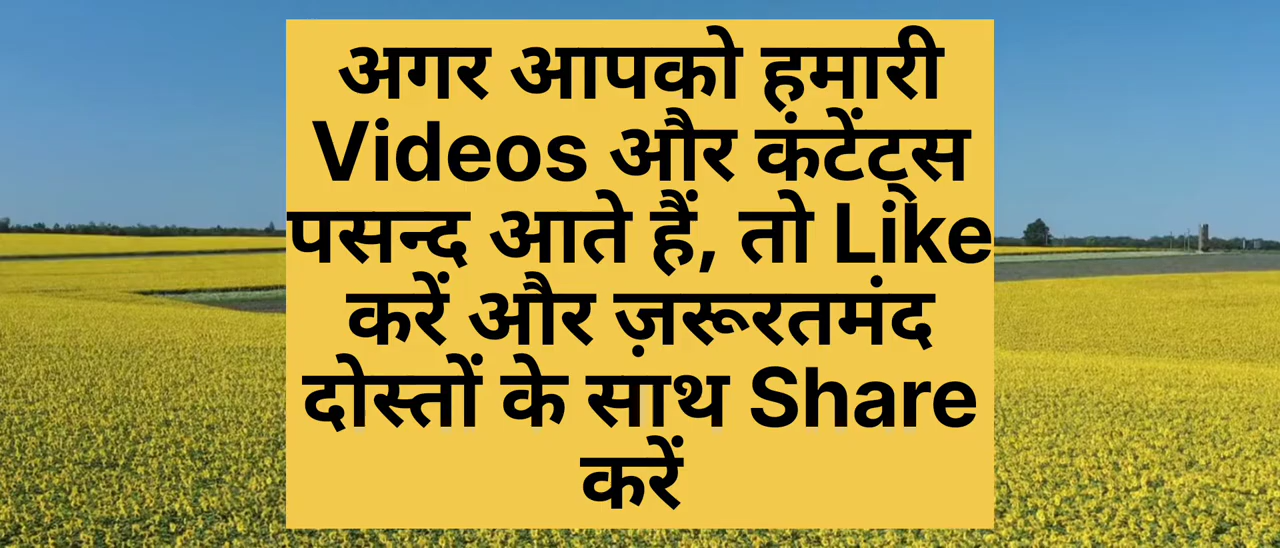 अगर आपको हमारी
Videos और कंटेंट्स
पसन्द आते हैं, तो Like
करें और ज़रूरतमंद
दोस्तों के साथ Share
करें